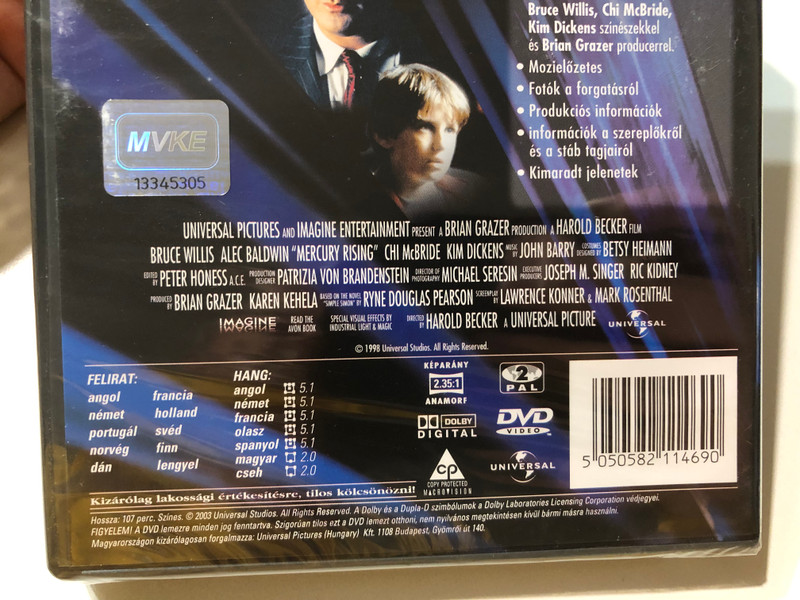 Bruce Willis, Chi McBride,
Kim Dickens színészekkel
és Brian Grazer producerrel.
• Mozielőzetes
• Fotók a forgatásról
• Produkciós információk
• információk a szereplőkről
és a stáb tagjairól
• Kimaradt jelenetek
MVKE
13345305
UNIVERSAL PICTURES AND IMAGINE ENTERTAINMENT PRESENT A BRIAN GRAZER PRODUCTION A HAROLD BECKER FILM
BRUCE WILLIS ALEC BALDWIN "MERCURY RISING" CHI McBRIDE KIM DICKENS MUSIC BY JOHN BARRY COSTUMES DESIGNED BY BETSY HEIMANN
EDITED BY PETER HONESS A.C.E. PRODUCTION DESIGNER PATRIZIA VON BRANDENSTEIN DIRECTOR OF PHOTOGRAPHY MICHAEL SERESIN EXECUTIVE PRODUCERS JOSEPH M. SINGER RIC KIDNEY
PRODUCED BY BRIAN GRAZER KAREN KEHELA BASED ON THE NOVEL "SIMPLE SIMON" BY RYNE DOUGLAS PEARSON SCREENPLAY BY LAWRENCE KONNER & MARK ROSENTHAL
IMAGINE READ THE AVON BOOK SPECIAL VISUAL EFFECTS BY INDUSTRIAL LIGHT & MAGIC DIRECTED BY HAROLD BECKER A UNIVERSAL PICTURE UNIVERSAL
© 1998 Universal Studios. All Rights Reserved.
FELIRAT:
angol francia
német holland
portugál svéd
norvég finn
dán lengyel
HANG:
angol 5.1
német 5.1
francia 5.1
olasz 5.1
spanyol 5.1
magyar 2.0
cseh 2.0
KÉPARÁNY
2.35:1
ANAMORF
2
PAL
DOLBY
DIGITAL
DVD
VIDEO
CP
COPY PROTECTED
MACROVISION
UNIVERSAL
5 050582 114690
Kizárólag lakossági értékesítésre, tilos kölcsönözni!
Hossza: 107 perc. Színes. © 2003 Universal Studios. All Rights Reserved. A Dolby és a Dupla-D szimbólumok a Dolby Laboratories Licensing Corporation védjegyei.
FIGYELEM! A DVD lemezre minden jog fenntartva. Szigorúan tilos ezt a DVD lemezt otthoni, nem nyilvános megtekintésen kívül bármi másra használni.
Magyarországon kizárólagosan forgalmazza: Universal Pictures (Hungary) Kft. 1108 Budapest, Gyömrői út 140.